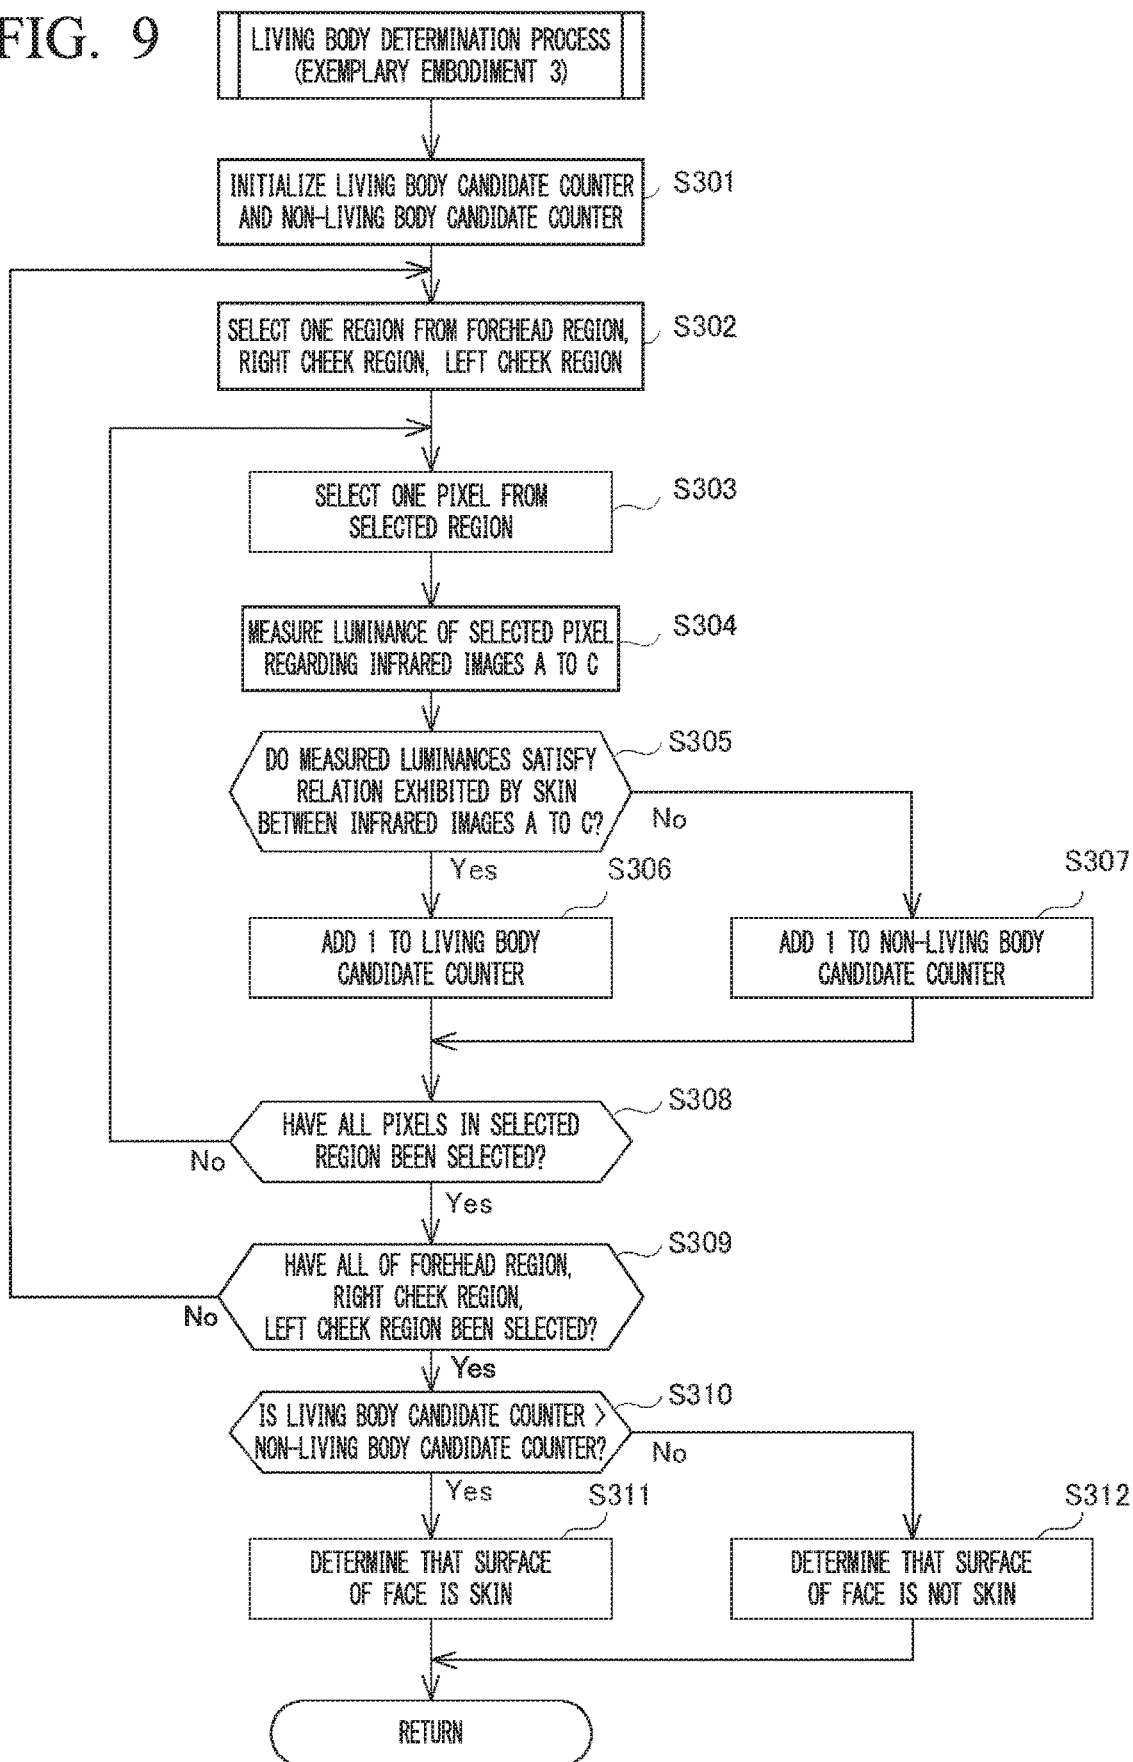 FIG. 9
LIVING BODY DETERMINATION PROCESS
(EXEMPLARY EMBODIMENT 3)
INITIALIZE LIVING BODY CANDIDATE COUNTER
AND NON-LIVING BODY CANDIDATE COUNTER
S301
SELECT ONE REGION FROM FOREHEAD REGION,
RIGHT CHEEK REGION, LEFT CHEEK REGION
S302
SELECT ONE PIXEL FROM
SELECTED REGION
S303
MEASURE LUMINANCE OF SELECTED PIXEL
REGARDING INFRARED IMAGES A TO C
S304
DO MEASURED LUMINANCES SATISFY
RELATION EXHIBITED BY SKIN
BETWEEN INFRARED IMAGES A TO C?
S305
No
Yes
S306
S307
ADD 1 TO LIVING BODY
CANDIDATE COUNTER
ADD 1 TO NON-LIVING BODY
CANDIDATE COUNTER
HAVE ALL PIXELS IN SELECTED
REGION BEEN SELECTED?
S308
No
Yes
HAVE ALL OF FOREHEAD REGION,
RIGHT CHEEK REGION,
LEFT CHEEK REGION BEEN SELECTED?
S309
No
Yes
IS LIVING BODY CANDIDATE COUNTER >
NON-LIVING BODY CANDIDATE COUNTER?
S310
No
Yes
S311
S312
DETERMINE THAT SURFACE
OF FACE IS SKIN
DETERMINE THAT SURFACE
OF FACE IS NOT SKIN
RETURN